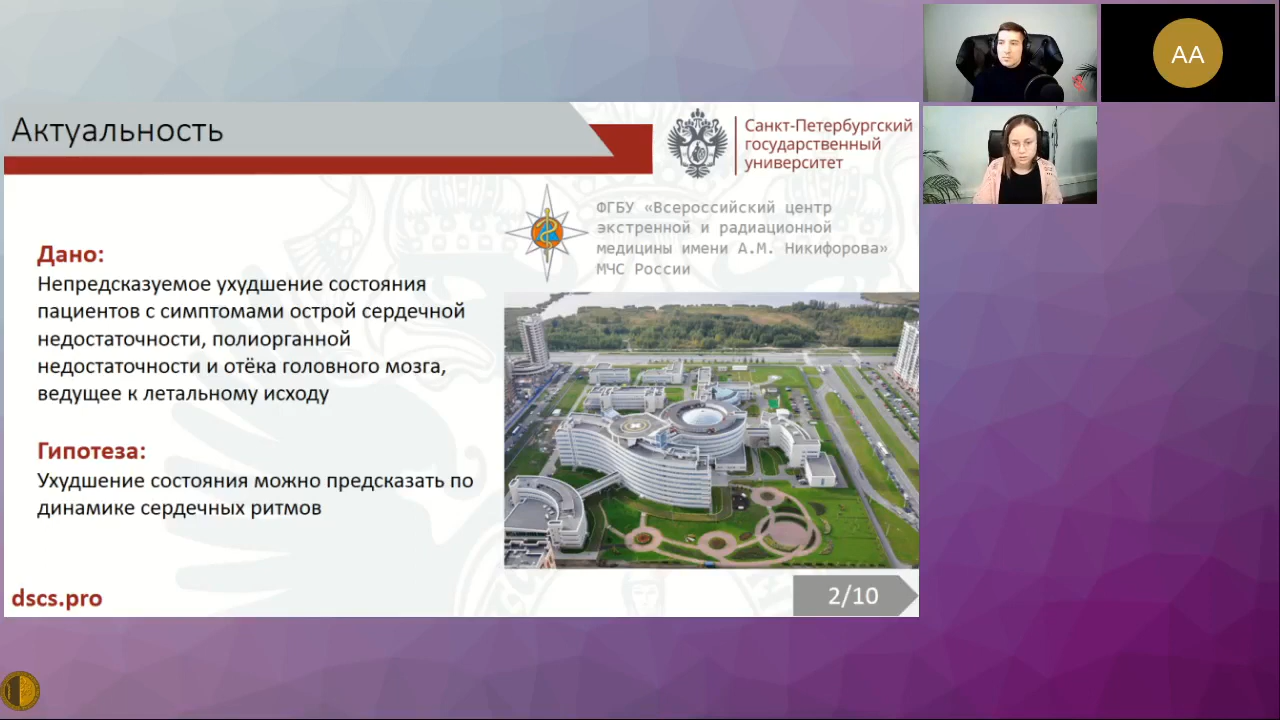 Актуальность
Санкт-Петербургский
государственный
университет
ФГБУ «Всероссийский центр
экстренной и радиационной
медицины имени А.М. Никифорова»
МЧС России
Дано:
Непредсказуемое ухудшение состояния
пациентов с симптомами острой сердечной
недостаточности, полиорганной
недостаточности и отёка головного мозга,
ведущее к летальному исходу
Гипотеза:
Ухудшение состояния можно предсказать по
динамике сердечных ритмов
dscs.pro
2/10
AA